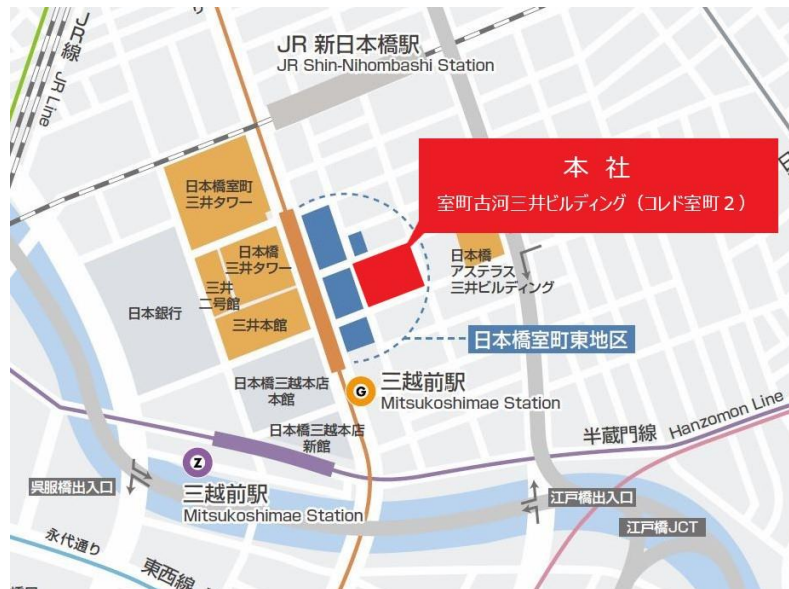 JR線
JR Line
JR 新日本橋駅
JR Shin-Nihombashi Station
本 社
室町古河三井ビルディング（コレド室町２）
日本橋室町
三井タワー
日本橋
三井タワー
三井
二号館
三井本館
日本銀行
日本橋
アステラス
三井ビルディング
日本橋室町東地区
日本橋三越本店
本館
日本橋三越本店
新館
G
三越前駅
Mitsukoshimae Station
半蔵門線 Hanzomon Line
Z
三越前駅
Mitsukoshimae Station
呉服橋出入口
江戸橋出入口
江戸橋JCT
永代通り
東西線